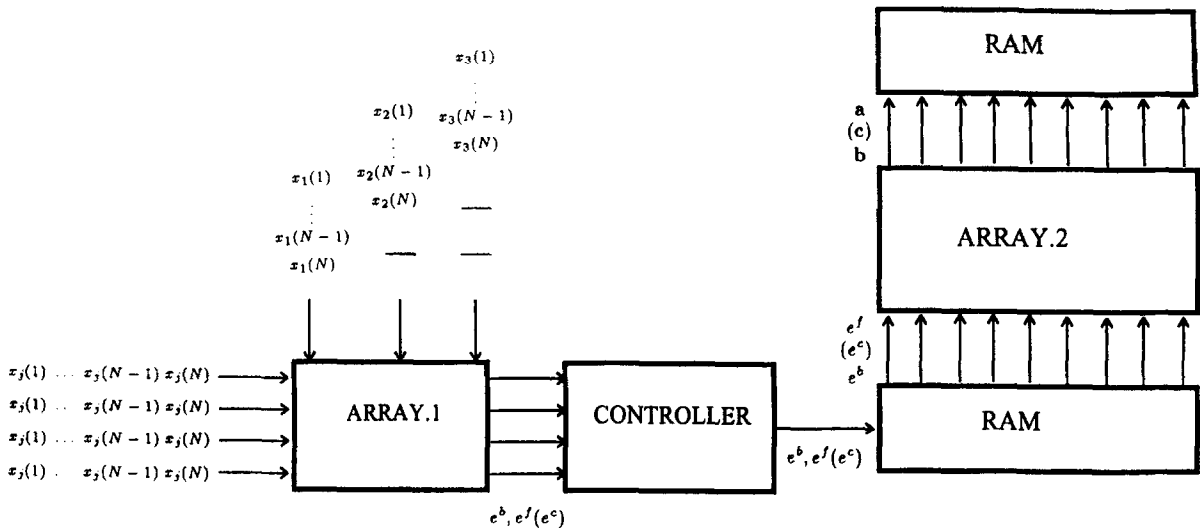 x₃(1)
⋮
x₃(N − 1)
x₃(N)
x₂(1)
⋮
x₂(N − 1)
x₂(N)
x₁(1)
⋮
x₁(N − 1)
x₁(N)
xⱼ(1) ... xⱼ(N − 1) xⱼ(N)
xⱼ(1) ... xⱼ(N − 1) xⱼ(N)
xⱼ(1) ... xⱼ(N − 1) xⱼ(N)
xⱼ(1) . xⱼ(N − 1) xⱼ(N)
ARRAY.1
eᵇ, eᶠ(eᶜ)
CONTROLLER
eᵇ, eᶠ(eᶜ)
RAM
a
(c)
b
ARRAY.2
eᶠ
(eᶜ)
eᵇ
RAM